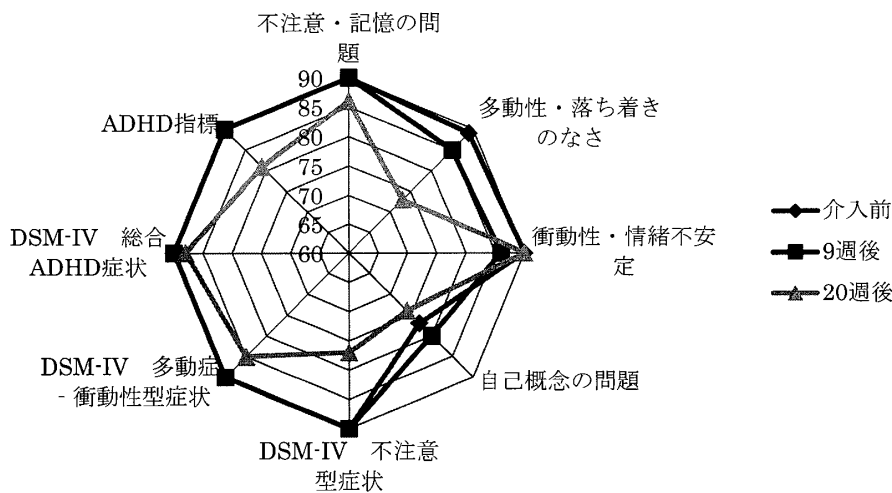 不注意・記憶の問
題
90
85
80
75
70
65
60
多動性・落ち着き
のなさ
衝動性・情緒不安
定
自己概念の問題
DSM-IV　不注意
型症状
DSM-IV　多動症
- 衝動性型症状
DSM-IV　総合
ADHD症状
ADHD指標
介入前
9週後
20週後